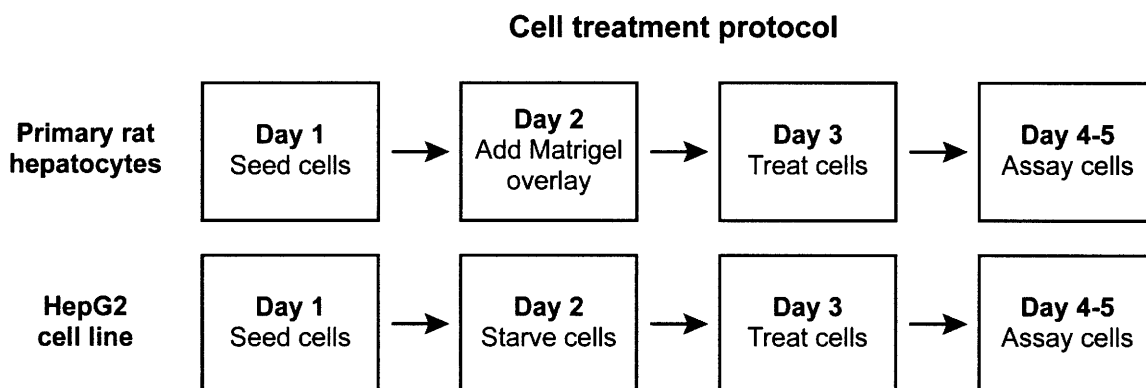 Cell treatment protocol
Primary rat
hepatocytes
Day 1
Seed cells
Day 2
Add Matrigel
overlay
Day 3
Treat cells
Day 4-5
Assay cells
HepG2
cell line
Day 1
Seed cells
Day 2
Starve cells
Day 3
Treat cells
Day 4-5
Assay cells